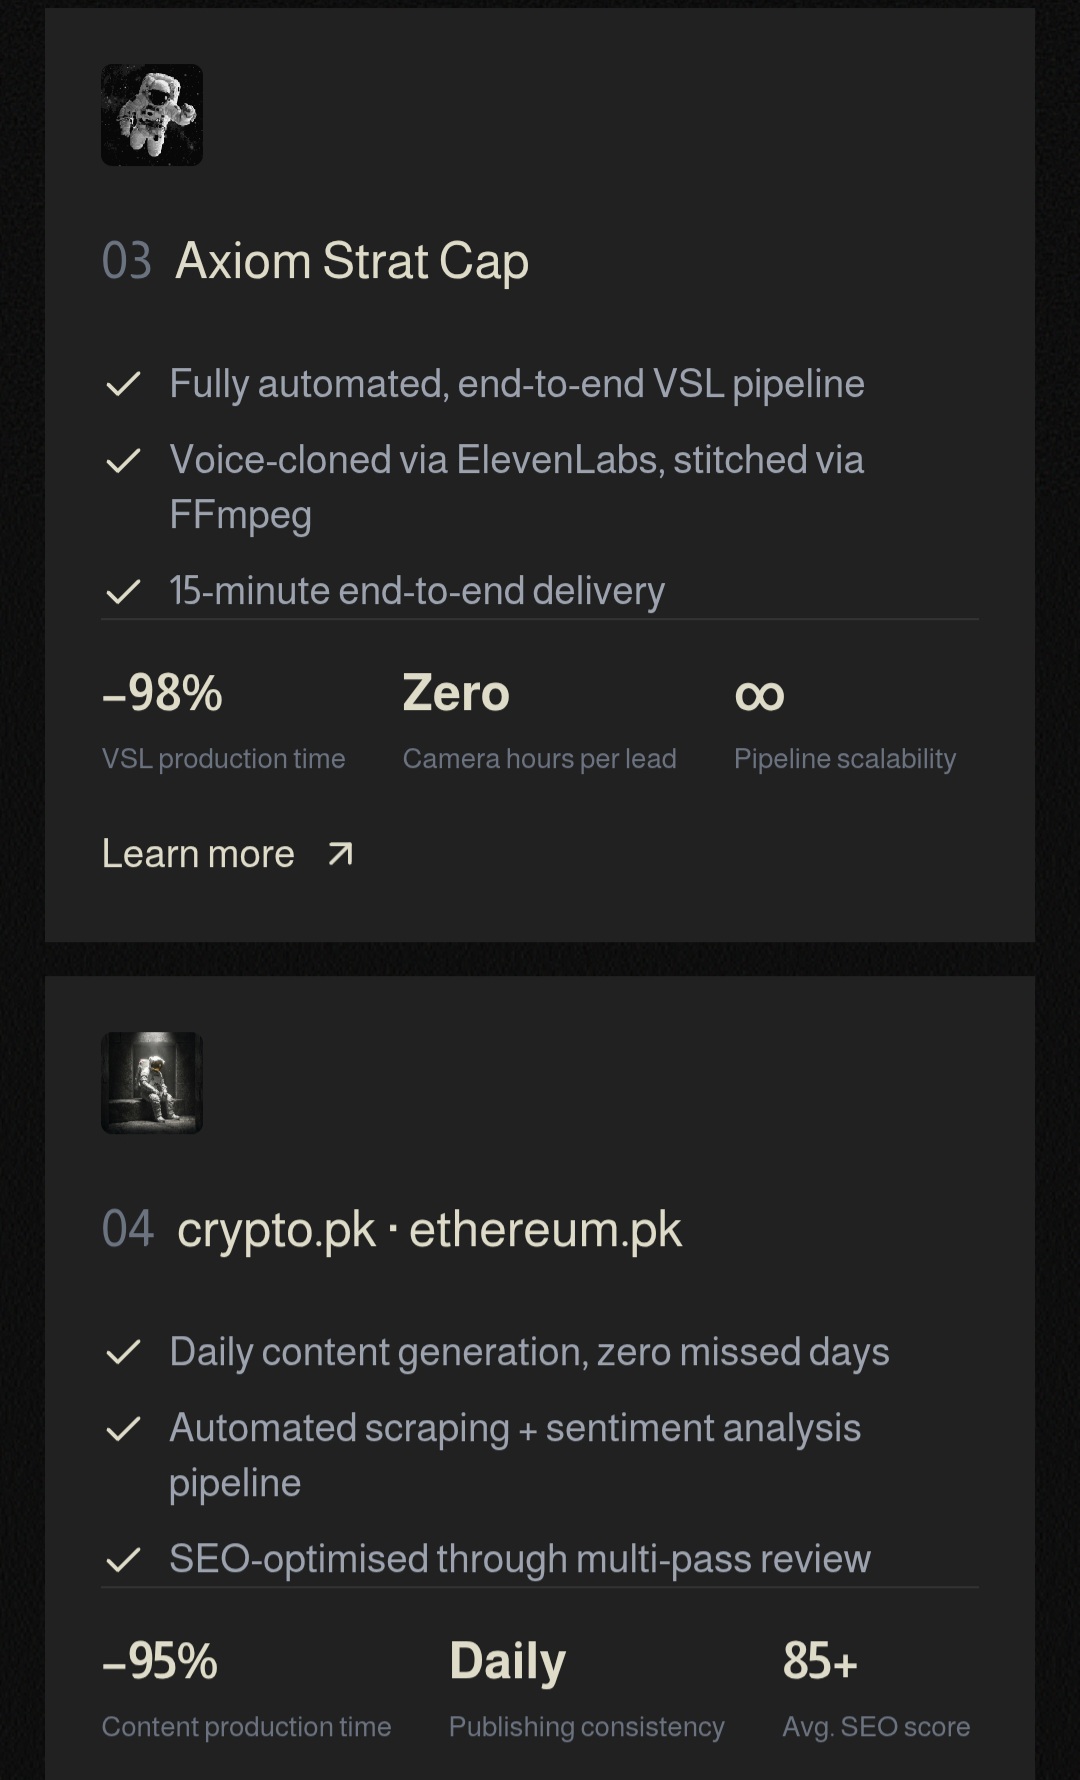 03 Axiom Strat Cap
Fully automated, end-to-end VSL pipeline
Voice-cloned via ElevenLabs, stitched via
FFmpeg
15-minute end-to-end delivery
–98% Zero ∞
VSL production time Camera hours per lead Pipeline scalability
Learn more
04 crypto.pk · ethereum.pk
Daily content generation, zero missed days
Automated scraping + sentiment analysis
pipeline
SEO-optimised through multi-pass review
–95% Daily 85+
Content production time Publishing consistency Avg. SEO score